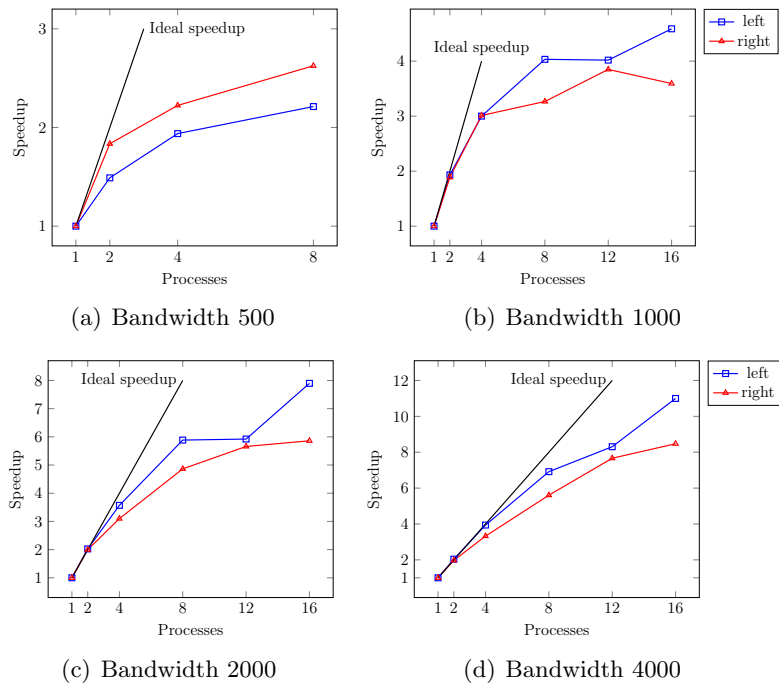 Ideal speedup
3
2
1
Speedup
1 2 4 8
Processes
(a) Bandwidth 500
Ideal speedup
4
3
2
1
Speedup
1 2 4 8 12 16
Processes
left
right
(b) Bandwidth 1000
Ideal speedup
8
7
6
5
4
3
2
1
Speedup
1 2 4 8 12 16
Processes
(c) Bandwidth 2000
Ideal speedup
12
10
8
6
4
2
1
Speedup
1 2 4 8 12 16
Processes
left
right
(d) Bandwidth 4000